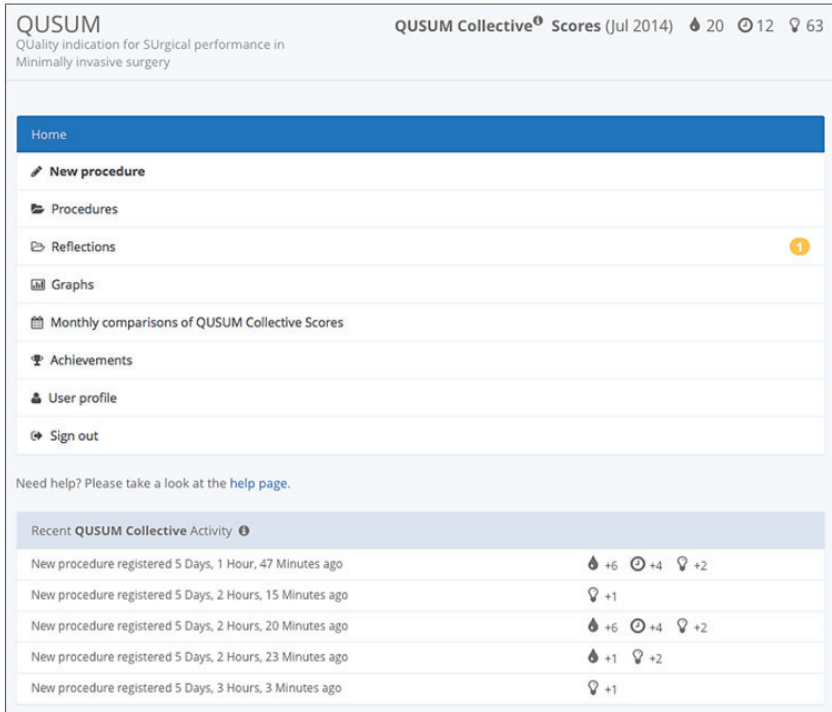 QUSUM
QUality indication for SUrgical performance in
Minimally invasive surgery
QUSUM Collective Scores (Jul 2014) 20 12 63
Home
New procedure
Procedures
Reflections 1
Graphs
Monthly comparisons of QUSUM Collective Scores
Achievements
User profile
Sign out
Need help? Please take a look at the help page.
Recent QUSUM Collective Activity
New procedure registered 5 Days, 1 Hour, 47 Minutes ago +6 +4 +2
New procedure registered 5 Days, 2 Hours, 15 Minutes ago +1
New procedure registered 5 Days, 2 Hours, 20 Minutes ago +6 +4 +2
New procedure registered 5 Days, 2 Hours, 23 Minutes ago +1 +2
New procedure registered 5 Days, 3 Hours, 3 Minutes ago +1